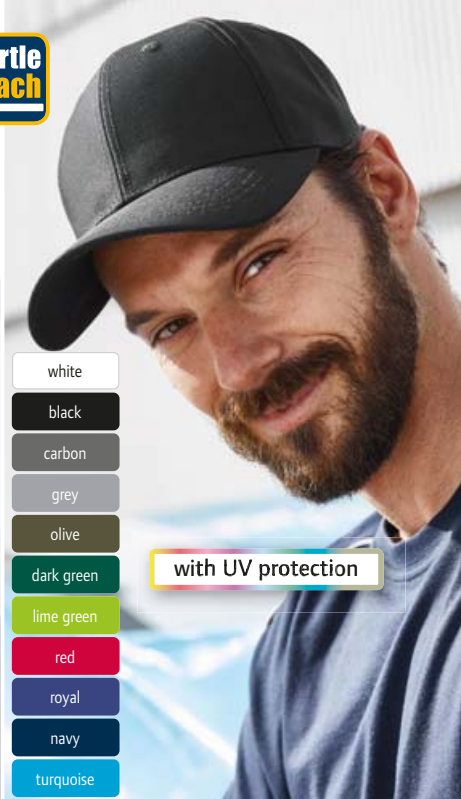 rtle
ach
white
black
carbon
grey
olive
dark green
with UV protection
lime green
red
royal
navy
turquoise